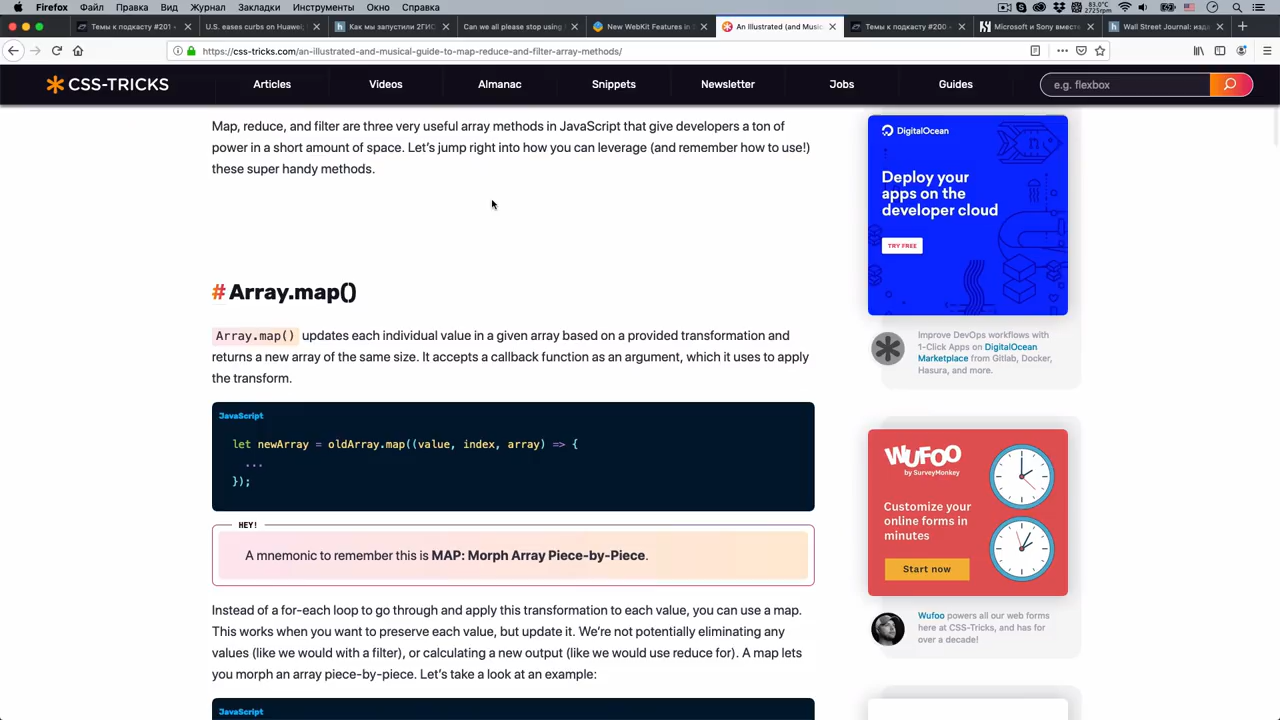 Firefox Файл Правка Вид Журнал Закладки Инструменты Окно Справка 83.0°C 2725rpm
Темы к подкасту #201 U.S. eases curbs on Huawei; Как мы запустили 2ГИС Can we all please stop using New WebKit Features in S An Illustrated (and Music Темы к подкасту #200 Microsoft и Sony вместе Wall Street Journal: изд
https://css-tricks.com/an-illustrated-and-musical-guide-to-map-reduce-and-filter-array-methods/
CSS-TRICKS Articles Videos Almanac Snippets Newsletter Jobs Guides e.g. flexbox
Map, reduce, and filter are three very useful array methods in JavaScript that give developers a ton of
power in a short amount of space. Let’s jump right into how you can leverage (and remember how to use!)
these super handy methods.
# Array.map()
Array.map() updates each individual value in a given array based on a provided transformation and
returns a new array of the same size. It accepts a callback function as an argument, which it uses to apply
the transform.
JavaScript
let newArray = oldArray.map((value, index, array) => {
...
});
HEY!
A mnemonic to remember this is MAP: Morph Array Piece-by-Piece.
Instead of a for-each loop to go through and apply this transformation to each value, you can use a map.
This works when you want to preserve each value, but update it. We’re not potentially eliminating any
values (like we would with a filter), or calculating a new output (like we would use reduce for). A map lets
you morph an array piece-by-piece. Let’s take a look at an example:
JavaScript
DigitalOcean
Deploy your
apps on the
developer cloud
TRY FREE
Improve DevOps workflows with
1-Click Apps on DigitalOcean
Marketplace from Gitlab, Docker,
Hasura, and more.
WUFOO
by SurveyMonkey
Customize your
online forms in
minutes
Start now
Wufoo powers all our web forms
here at CSS-Tricks, and has for
over a decade!